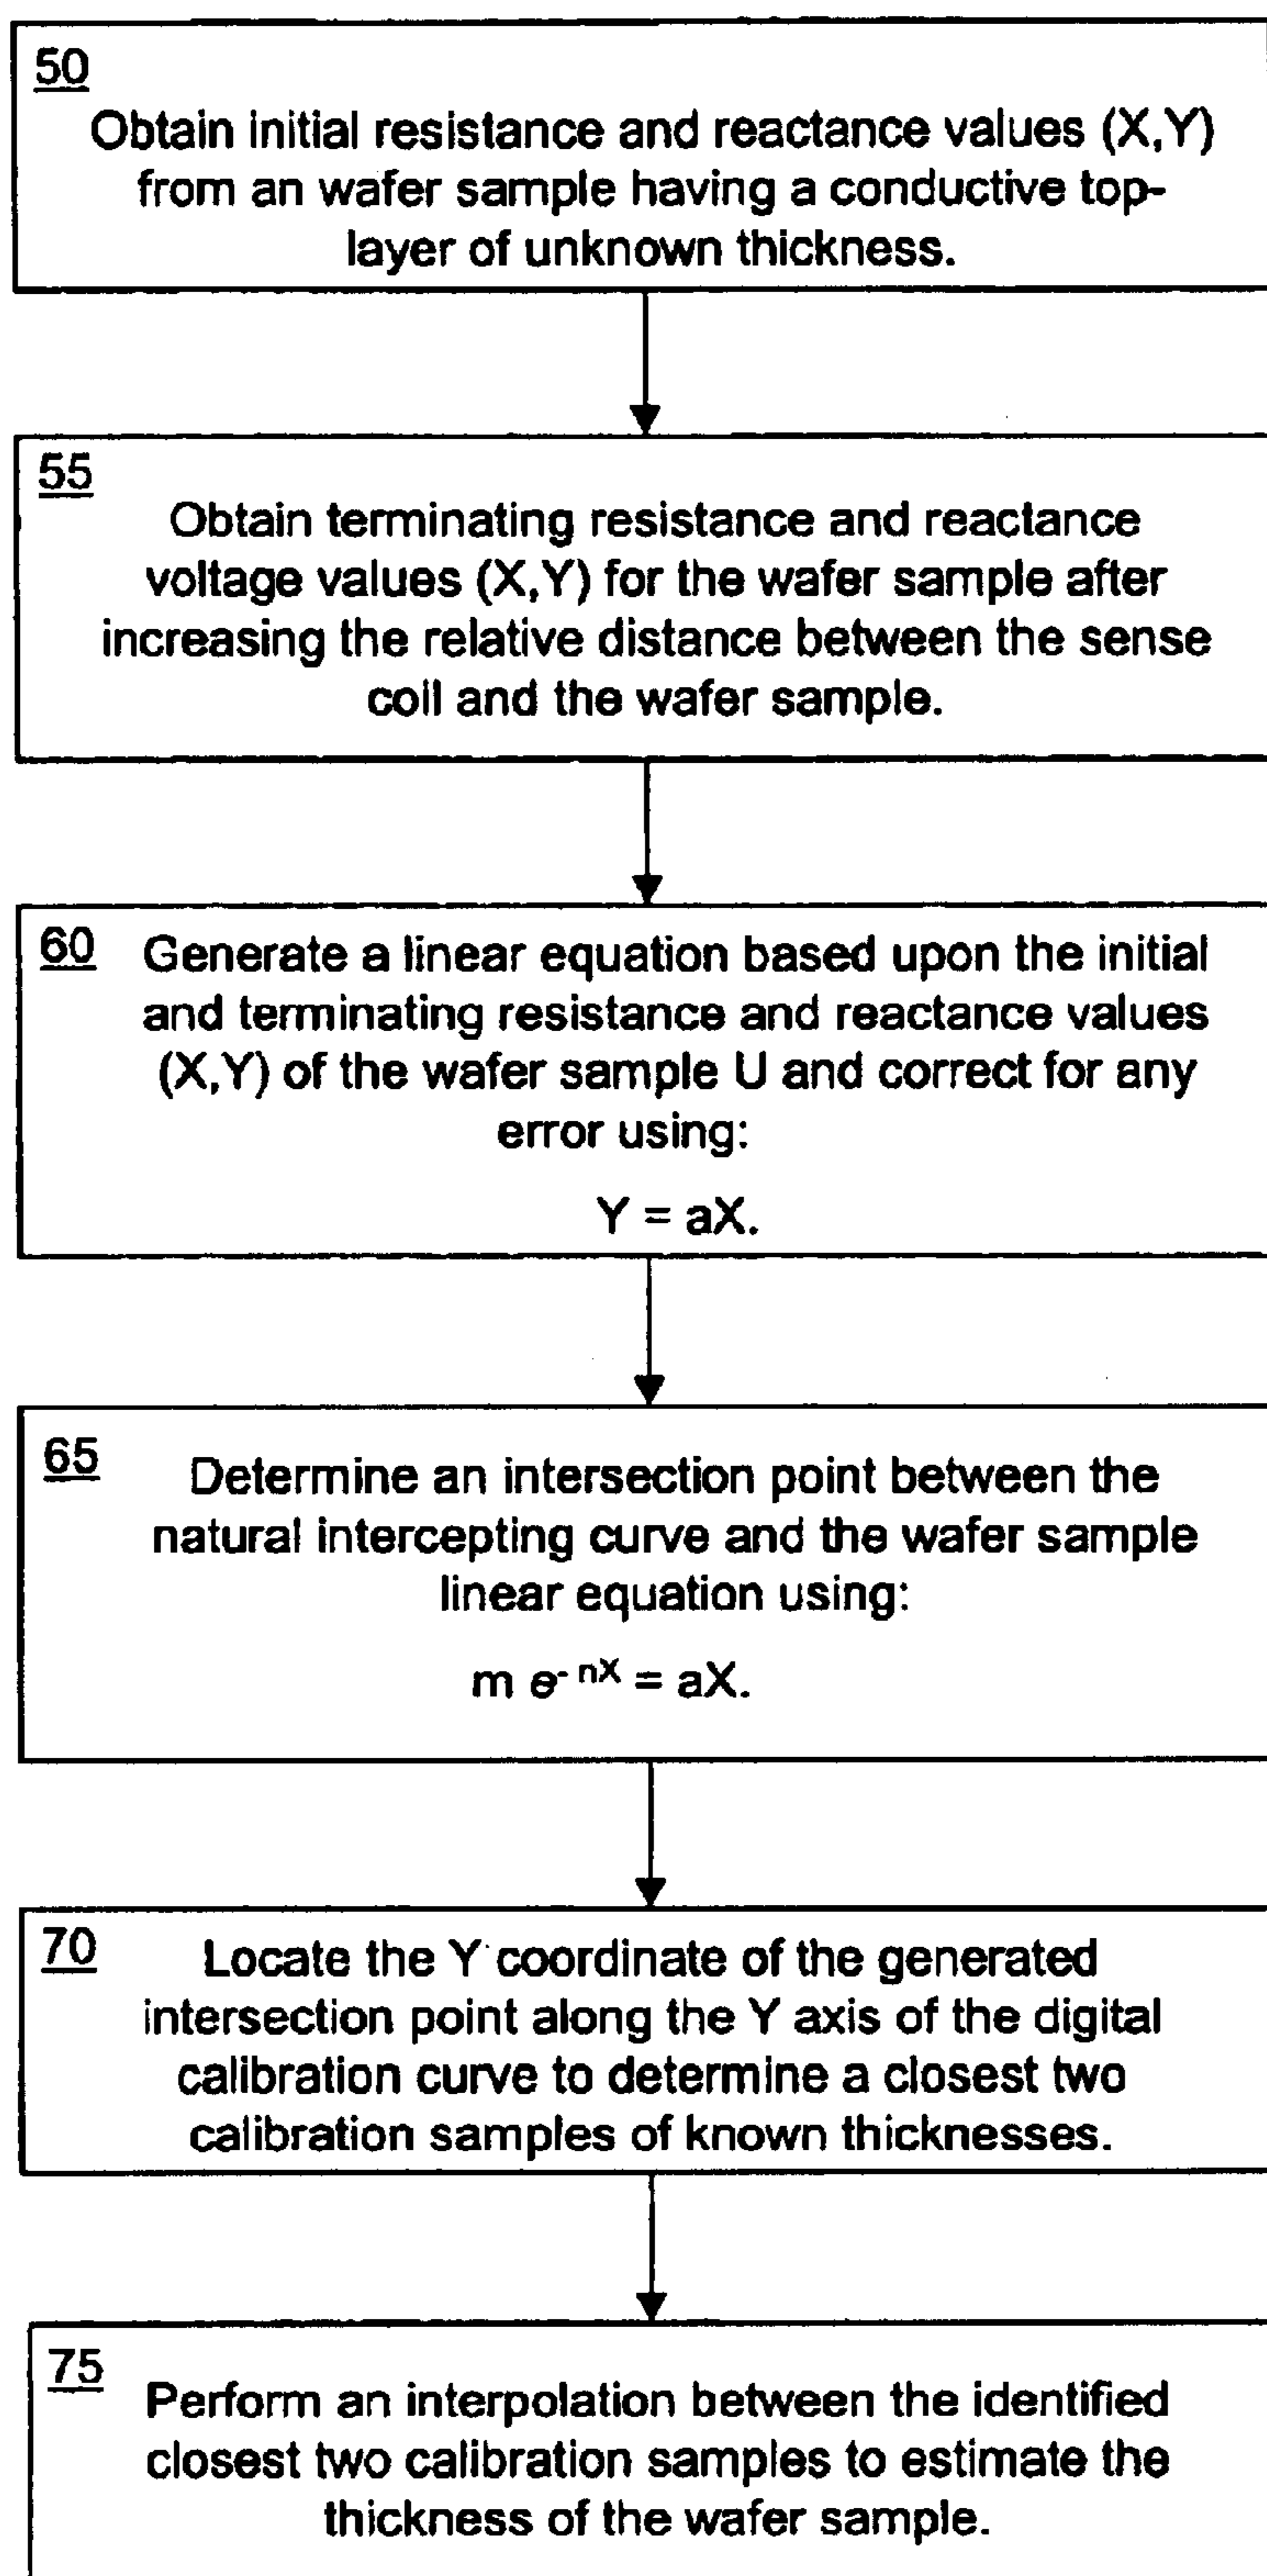 50
Obtain initial resistance and reactance values (X,Y)
from an wafer sample having a conductive top-
layer of unknown thickness.
55
Obtain terminating resistance and reactance
voltage values (X,Y) for the wafer sample after
increasing the relative distance between the sense
coil and the wafer sample.
60 Generate a linear equation based upon the initial
and terminating resistance and reactance values
(X,Y) of the wafer sample U and correct for any
error using:
Y = aX.
65 Determine an intersection point between the
natural intercepting curve and the wafer sample
linear equation using:
m e- nX = aX.
70 Locate the Y coordinate of the generated
intersection point along the Y axis of the digital
calibration curve to determine a closest two
calibration samples of known thicknesses.
75
Perform an interpolation between the identified
closest two calibration samples to estimate the
thickness of the wafer sample.